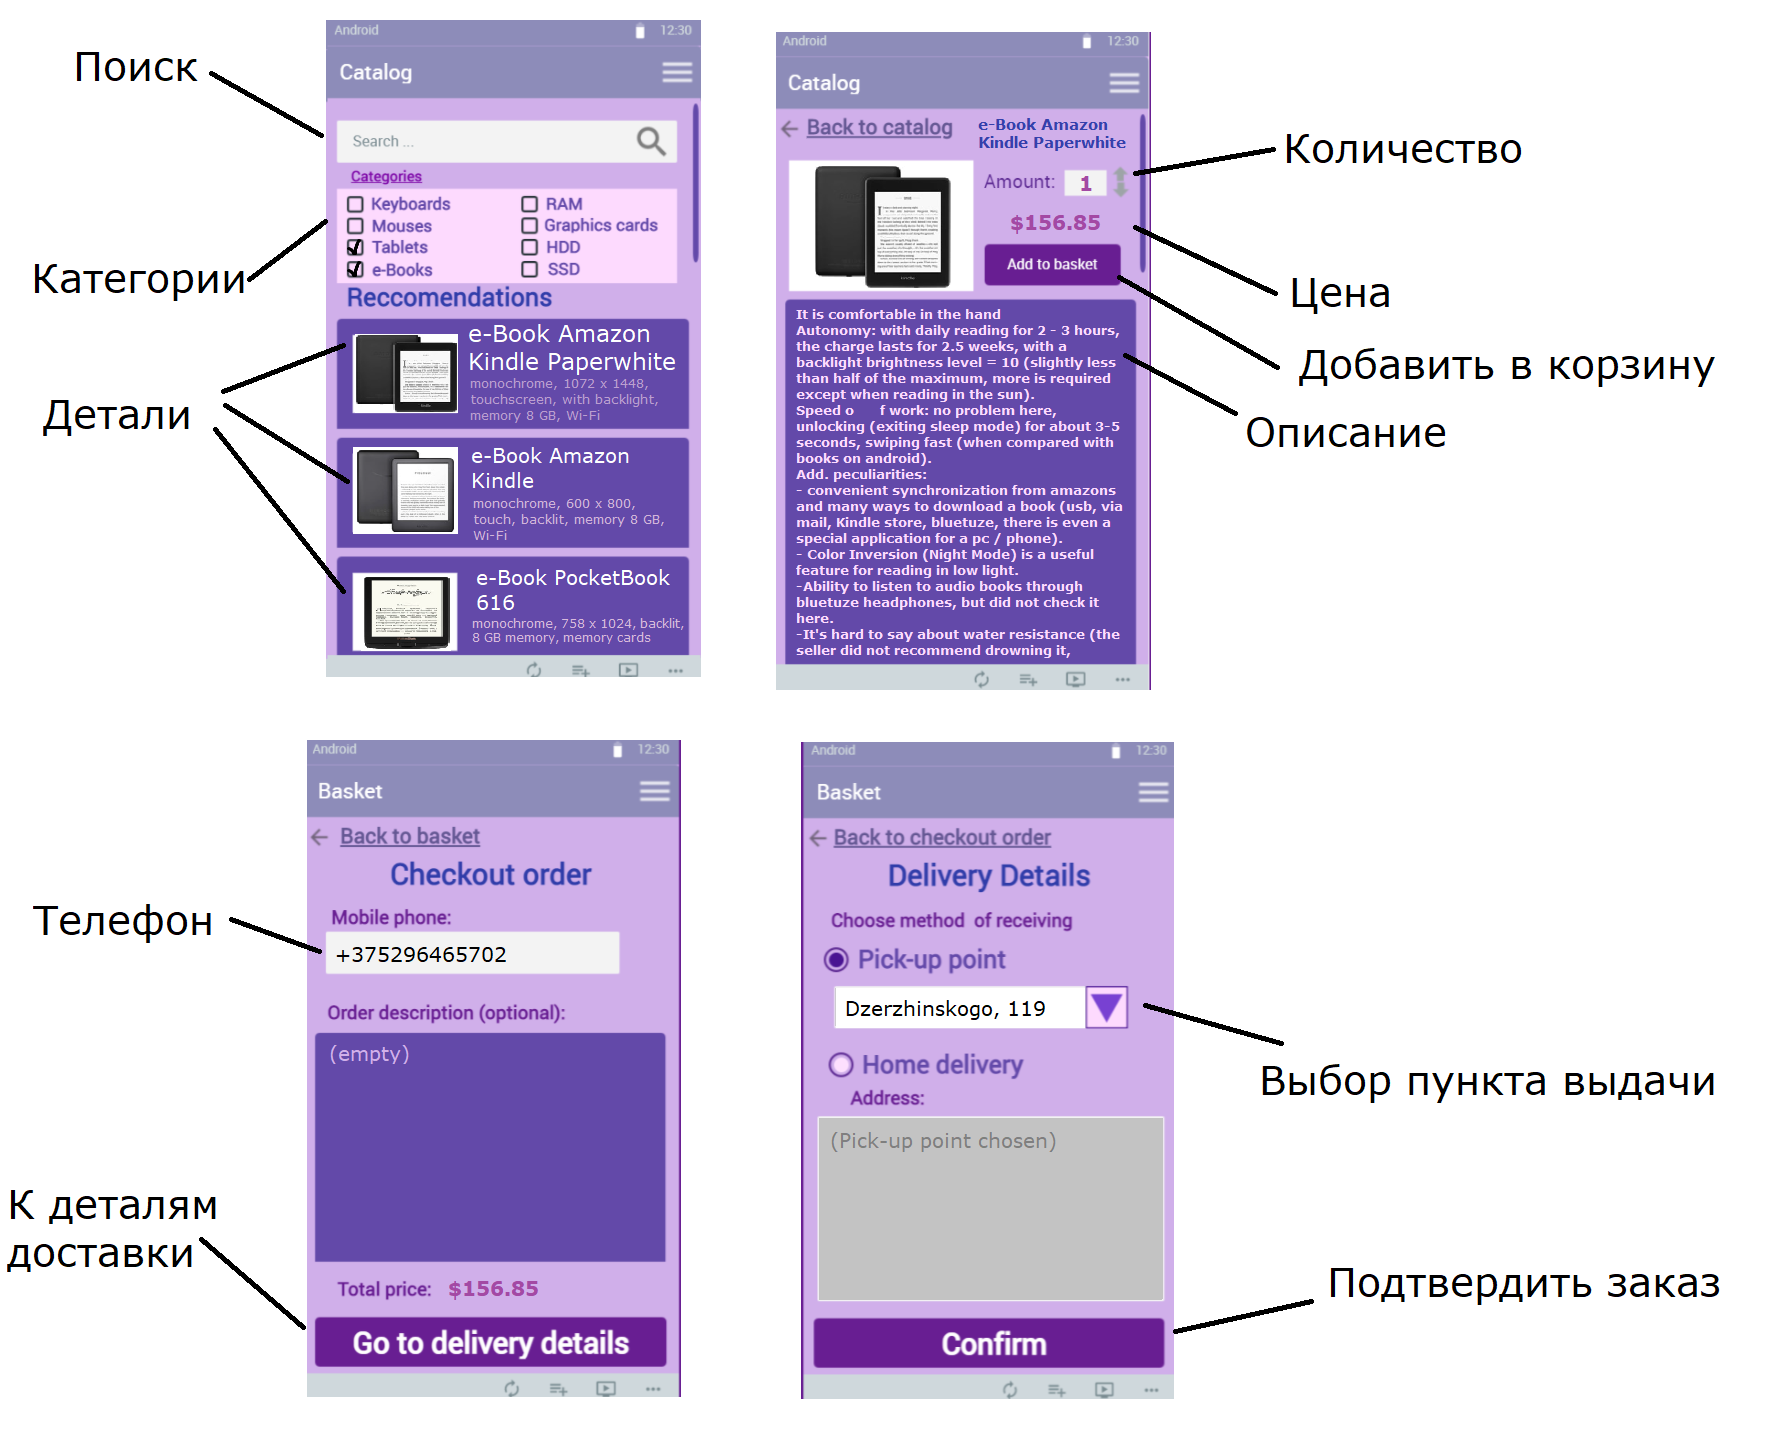 Поиск
Категории
Детали
Android 12:30
Catalog
Search ...
Categories
Keyboards RAM
Mouses Graphics cards
Tablets HDD
e-Books SSD
Reccomendations
e-Book Amazon
Kindle Paperwhite
monochrome, 1072 x 1448,
touchscreen, with backlight,
memory 8 GB, Wi-Fi
e-Book Amazon
Kindle
monochrome, 600 x 800,
touch, backlit, memory 8 GB,
Wi-Fi
e-Book PocketBook
616
monochrome, 758 x 1024, backlit,
8 GB memory, memory cards
Android 12:30
Catalog
Back to catalog
e-Book Amazon
Kindle Paperwhite
Amount: 1
$156.85
Add to basket
It is comfortable in the hand
Autonomy: with daily reading for 2 - 3 hours,
the charge lasts for 2.5 weeks, with a
backlight brightness level = 10 (slightly less
than half of the maximum, more is required
except when reading in the sun).
Speed o f work: no problem here,
unlocking (exiting sleep mode) for about 3-5
seconds, swiping fast (when compared with
books on android).
Add. peculiarities:
- convenient synchronization from amazons
and many ways to download a book (usb, via
mail, Kindle store, bluetuze, there is even a
special application for a pc / phone).
- Color Inversion (Night Mode) is a useful
feature for reading in low light.
-Ability to listen to audio books through
bluetuze headphones, but did not check it
here.
-It's hard to say about water resistance (the
seller did not recommend drowning it,
Количество
Цена
Добавить в корзину
Описание
Телефон
К деталям
доставки
Android 12:30
Basket
Back to basket
Checkout order
Mobile phone:
+375296465702
Order description (optional):
(empty)
Total price: $156.85
Go to delivery details
Android 12:30
Basket
Back to checkout order
Delivery Details
Choose method of receiving
Pick-up point
Dzerzhinskogo, 119
Home delivery
Address:
(Pick-up point chosen)
Confirm
Выбор пункта выдачи
Подтвердить заказ